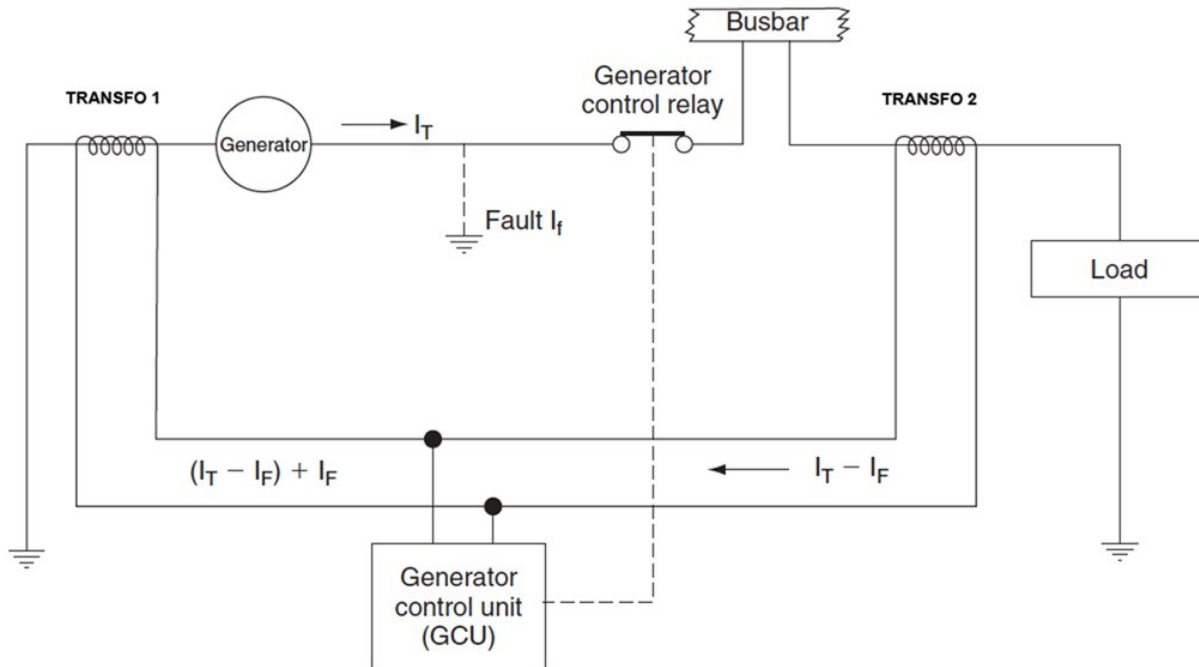 Busbar
TRANSFO 1
Generator
control relay
TRANSFO 2
Generator
I_T
Fault I_f
Load
(I_T − I_F) + I_F
I_T − I_F
Generator
control unit
(GCU)